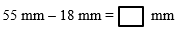 55 mm – 18 mm = □ mm